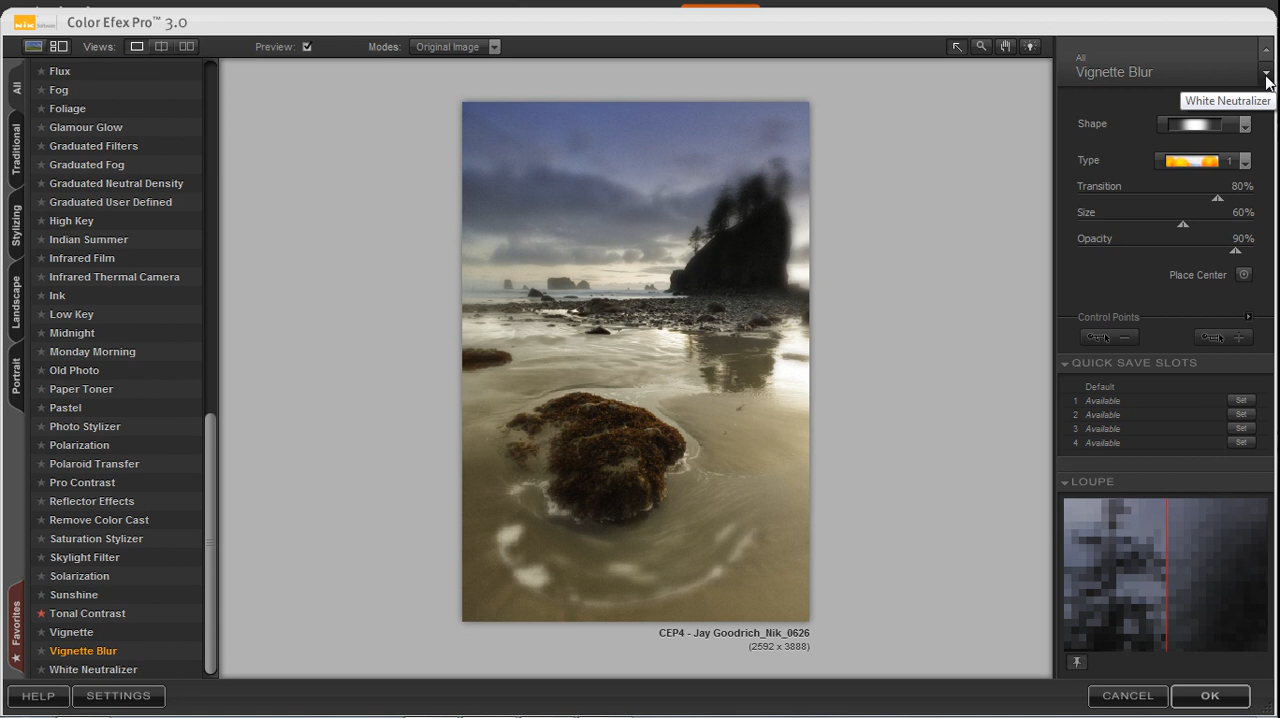 Nik Software Color Efex Pro™ 3.0
Views: Preview: Modes: Original Image
All
Traditional
Stylizing
Landscape
Portrait
Favorites
Flux
Fog
Foliage
Glamour Glow
Graduated Filters
Graduated Fog
Graduated Neutral Density
Graduated User Defined
High Key
Indian Summer
Infrared Film
Infrared Thermal Camera
Ink
Low Key
Midnight
Monday Morning
Old Photo
Paper Toner
Pastel
Photo Stylizer
Polarization
Polaroid Transfer
Pro Contrast
Reflector Effects
Remove Color Cast
Saturation Stylizer
Skylight Filter
Solarization
Sunshine
Tonal Contrast
Vignette
Vignette Blur
White Neutralizer
CEP4 - Jay Goodrich_Nik_0626
(2592 x 3888)
All
Vignette Blur
White Neutralizer
Shape
Type 1
Transition 80%
Size 60%
Opacity 90%
Place Center
Control Points
QUICK SAVE SLOTS
Default
1 Available Set
2 Available Set
3 Available Set
4 Available Set
LOUPE
HELP SETTINGS CANCEL OK